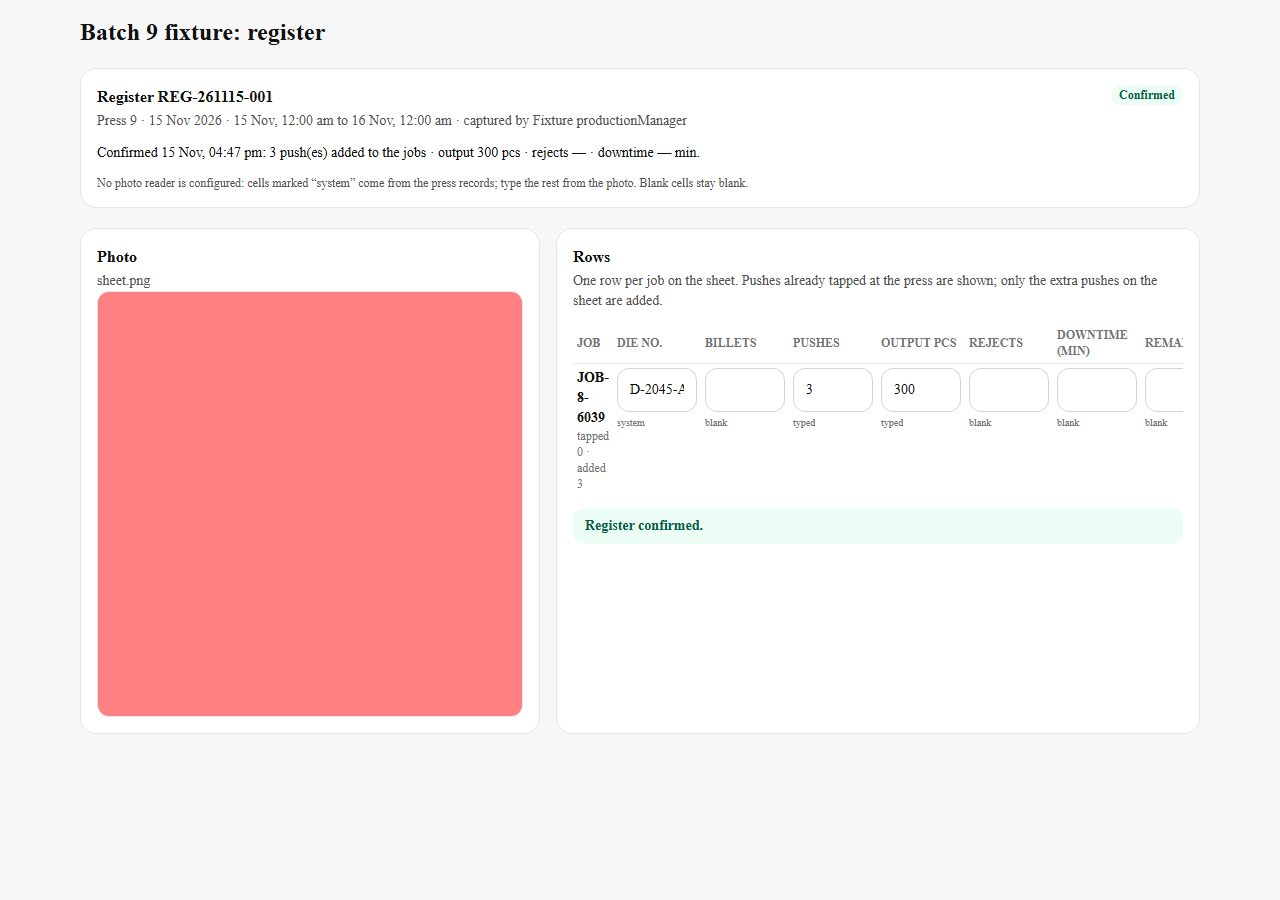 Batch 9 fixture: register
Register REG-261115-001
Confirmed
Press 9 · 15 Nov 2026 · 15 Nov, 12:00 am to 16 Nov, 12:00 am · captured by Fixture productionManager
Confirmed 15 Nov, 04:47 pm: 3 push(es) added to the jobs · output 300 pcs · rejects — · downtime — min.
No photo reader is configured: cells marked “system” come from the press records; type the rest from the photo. Blank cells stay blank.
Photo
sheet.png
Rows
One row per job on the sheet. Pushes already tapped at the press are shown; only the extra pushes on the
sheet are added.
JOB DIE NO. BILLETS PUSHES OUTPUT PCS REJECTS DOWNTIME
(MIN)
JOB-
8-
6039
D-2045-A 3 300
system blank typed typed blank blank blank
tapped
0 ·
added
3
Register confirmed.